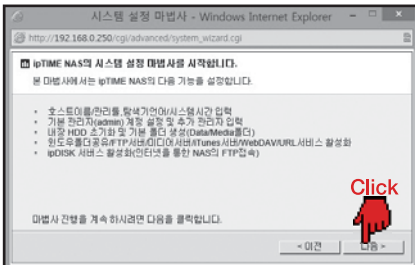 시스템 설정 마법사 - Windows Internet Explorer
http://192.168.0.250/cgi/advanced/system_wizard.cgi
ipTIME NAS의 시스템 설정 마법사를 시작합니다.
본 마법사에서는 ipTIME NAS의 다음 기능을 설정합니다.
• 호스트이름/관리툴,탐색기언어/시스템시간 입력
• 기본 관리자(admin) 계정 설정 및 추가 관리자 입력
• 내장 HDD 초기화 및 기본 폴더 생성(Data/Media폴더)
• 윈도우폴더공유/FTP서버/미디어서버/iTunes서버/WebDAV/URL서비스 활성화
• ipDISK 서비스 활성화(인터넷을 통한 NAS의 FTP접속)
Click
마법사 진행을 계속 하시려면 다음을 클릭합니다.
< 이전
다음 >